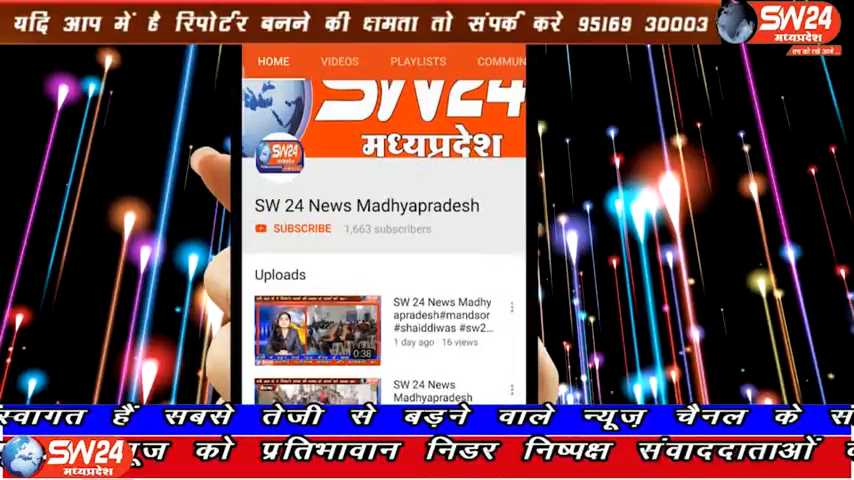 यदि आप में है रिपोर्टर बनने की क्षमता तो संपर्क करे 95169 30003
SW24
मध्यप्रदेश
HOME VIDEOS PLAYLISTS COMMUN
SW24
मध्यप्रदेश
SW24
SW 24 News Madhyapradesh
SUBSCRIBE 1,663 subscribers
Uploads
SW 24 News Madhy
apradesh#mandsor
#shaiddiwas #sw2...
1 day ago · 16 views
0:38
SW 24 News
Madhyapradesh
स्वागत हैं सबसे तेजी से बड़ने वाले न्यूज़ चैनल के
SW24
मध्यप्रदेश
यूज को प्रतिभावान निडर निष्पक्ष संवाददाताओं